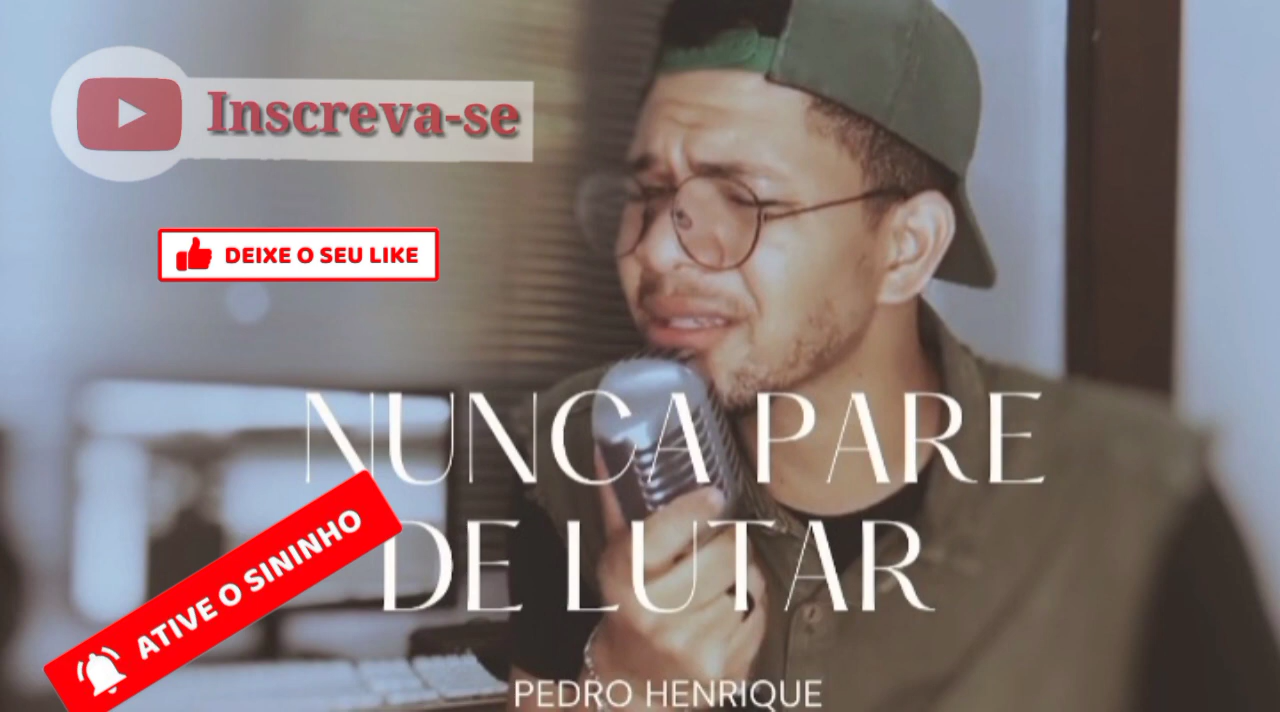 Inscreva-se
DEIXE O SEU LIKE
NUNCA PARE
DE LUTAR
ATIVE O SININHO
PEDRO HENRIQUE